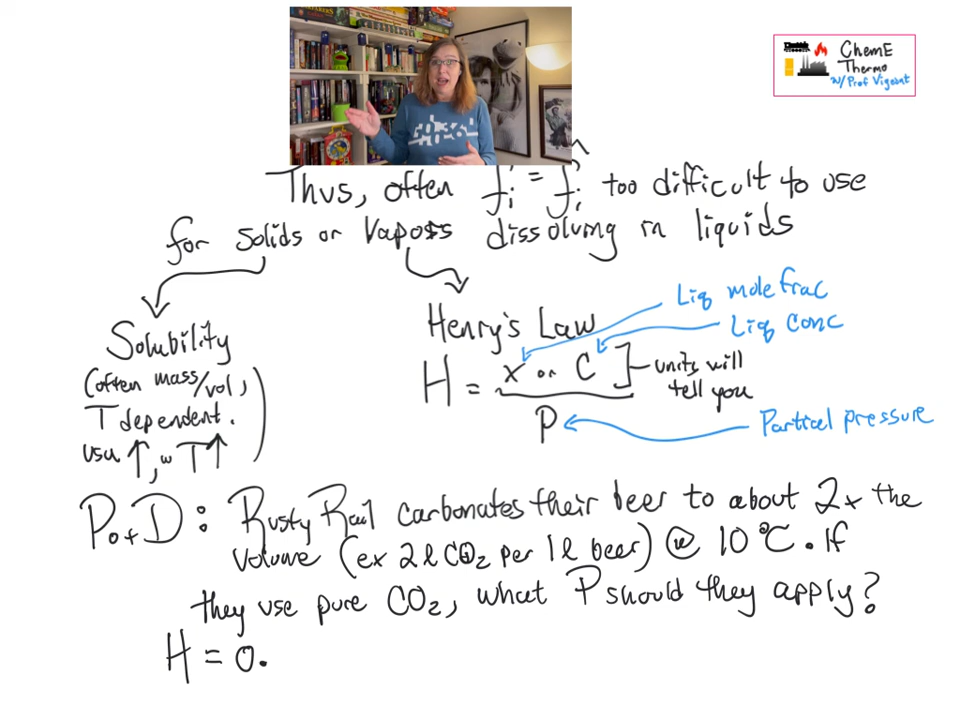 ChemE
Thermo
w/ Prof Vigeant
Thus, often f̂ᵢ = f̂ᵢ too difficult to use
for solids or Vapors dissolving in liquids
Solubility
(often mass/vol,
T dependent.
usu ↑, w T↑)
Henry's Law
H = x or C
P
Liq mole frac
Liq Conc
units will
tell you
Partial pressure
PotD: Rusty Rail carbonates their beer to about 2x the
Volume (ex 2l CO₂ per 1l beer) @ 10°C. If
they use pure CO₂, what P should they apply?
H = 0.